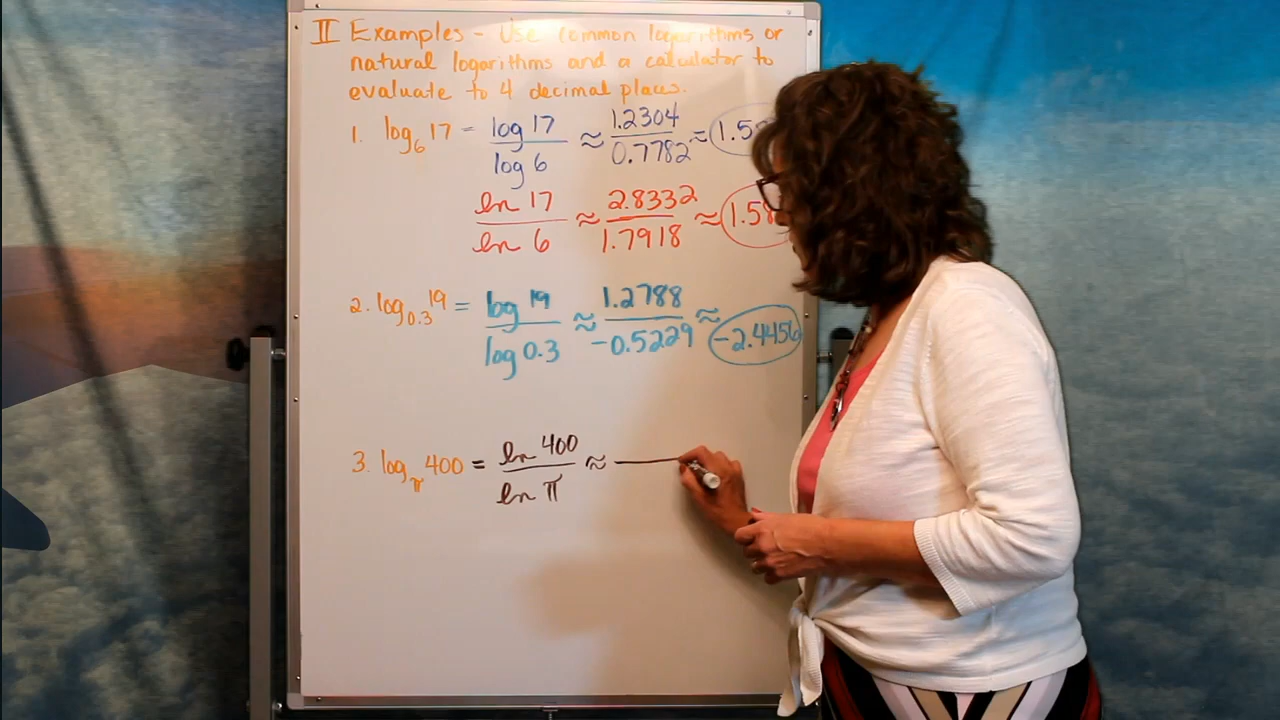 II Examples - Use common logarithms or
natural logarithms and a calculator to
evaluate to 4 decimal places.
1. log₆ 17 = log 17 / log 6 ≈ 1.2304 / 0.7782 ≈ 1.5
ln 17 / ln 6 ≈ 2.8332 / 1.7918 ≈ 1.58
2. log₀.₃ 19 = log 19 / log 0.3 ≈ 1.2788 / -0.5229 ≈ -2.4456
3. log_π 400 = ln 400 / ln π ≈